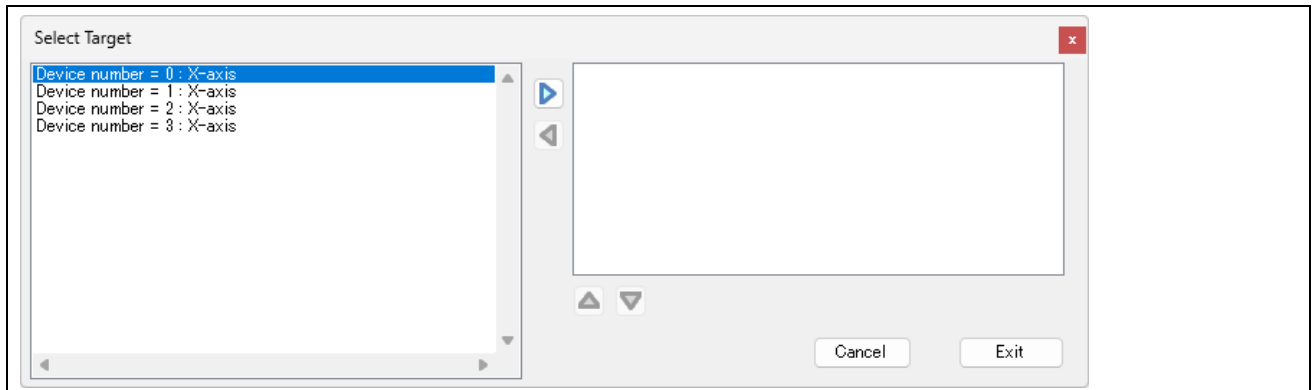 Select Target
x
Device number = 0 : X-axis
Device number = 1 : X-axis
Device number = 2 : X-axis
Device number = 3 : X-axis
Cancel
Exit